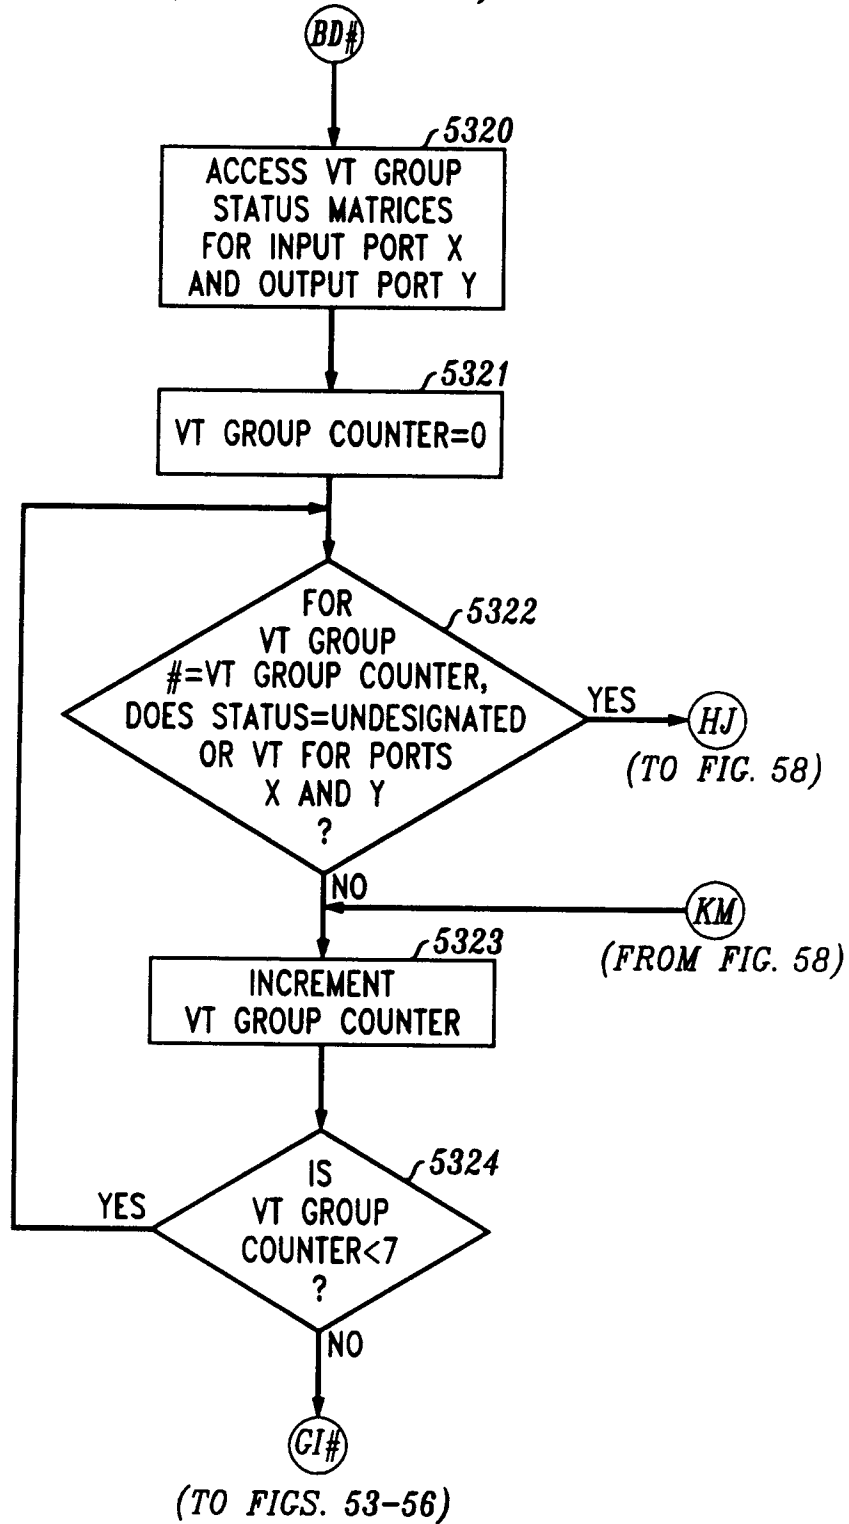 BD#
5320
ACCESS VT GROUP
STATUS MATRICES
FOR INPUT PORT X
AND OUTPUT PORT Y
5321
VT GROUP COUNTER=0
5322
FOR
VT GROUP
#=VT GROUP COUNTER,
DOES STATUS=UNDESIGNATED
OR VT FOR PORTS
X AND Y
?
YES
HJ
(TO FIG. 58)
NO
KM
(FROM FIG. 58)
5323
INCREMENT
VT GROUP COUNTER
5324
IS
VT GROUP
COUNTER<7
?
YES
NO
GI#
(TO FIGS. 53-56)